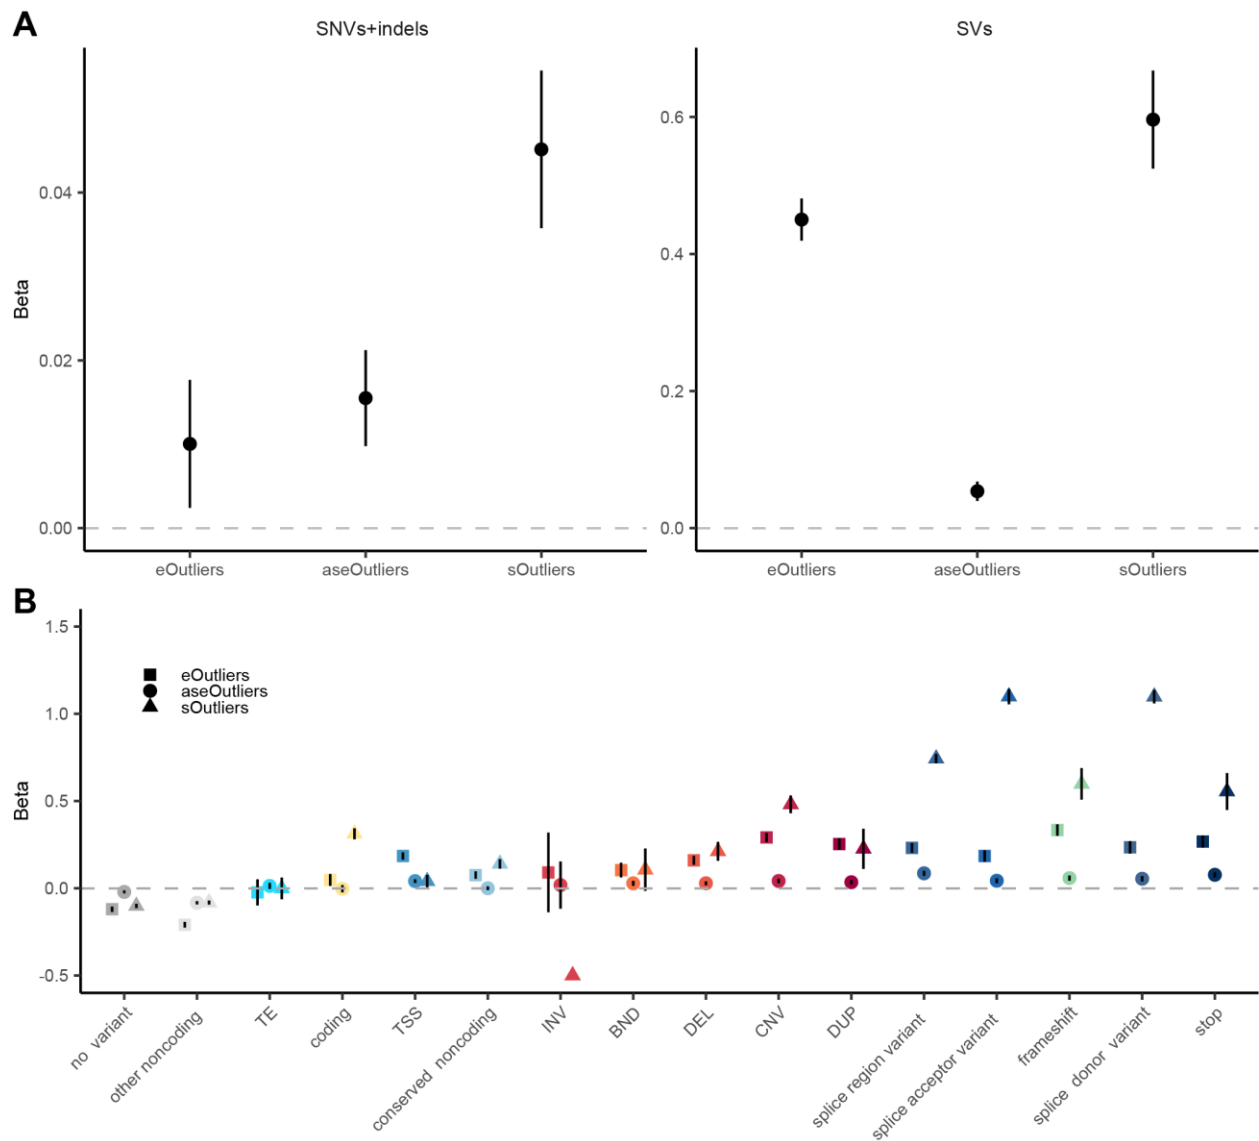 A
SNVs+indels
SVs
Beta
0.04
0.02
0.00
0.6
0.4
0.2
0.0
eOutliers
aseOutliers
sOutliers
eOutliers
aseOutliers
sOutliers
B
Beta
1.5
1.0
0.5
0.0
-0.5
eOutliers
aseOutliers
sOutliers
no variant
other noncoding
TE
coding
TSS
conserved noncoding
INV
BND
DEL
CNV
DUP
splice region variant
splice acceptor variant
frameshift
splice donor variant
stop